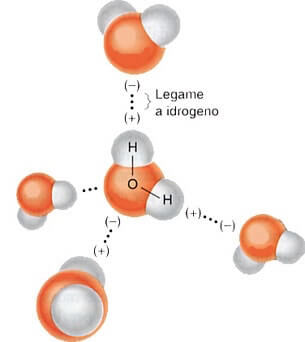 (−)
Legame
a idrogeno
(+)
H
O
H
(+)
(−)
(−)
(+)